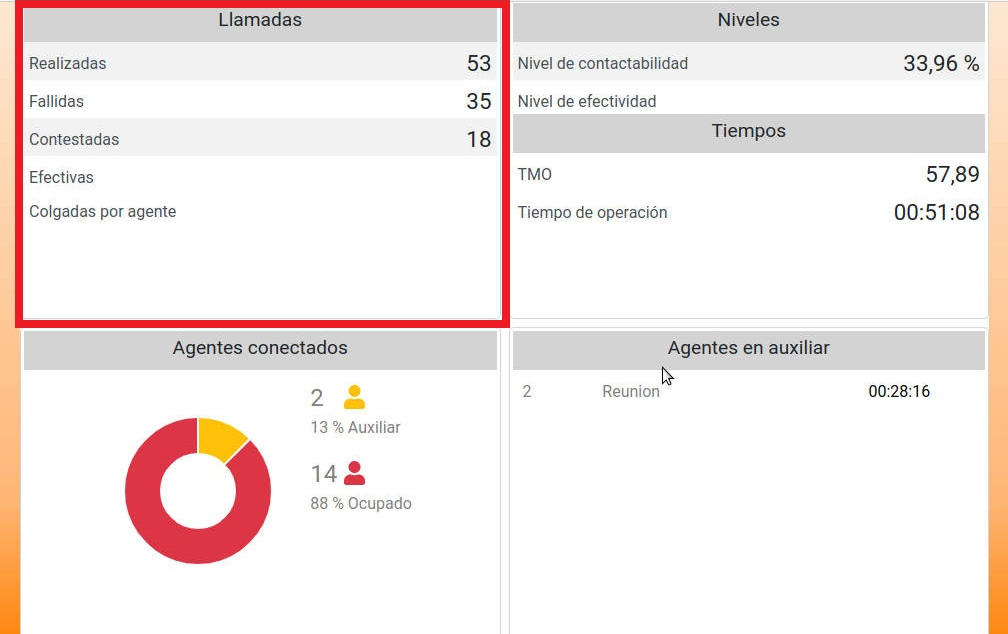 Llamadas
Realizadas 53
Fallidas 35
Contestadas 18
Efectivas
Colgadas por agente
Niveles
Nivel de contactabilidad 33,96 %
Nivel de efectividad
Tiempos
TMO 57,89
Tiempo de operación 00:51:08
Agentes conectados
2
13 % Auxiliar
14
88 % Ocupado
Agentes en auxiliar
2 Reunion 00:28:16